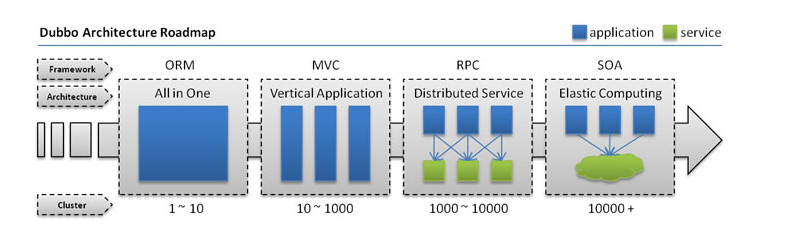 Dubbo Architecture Roadmap
application service
Framework ORM MVC RPC SOA
Architecture All in One Vertical Application Distributed Service Elastic Computing
Cluster 1 ~ 10 10 ~ 1000 1000 ~ 10000 10000 +